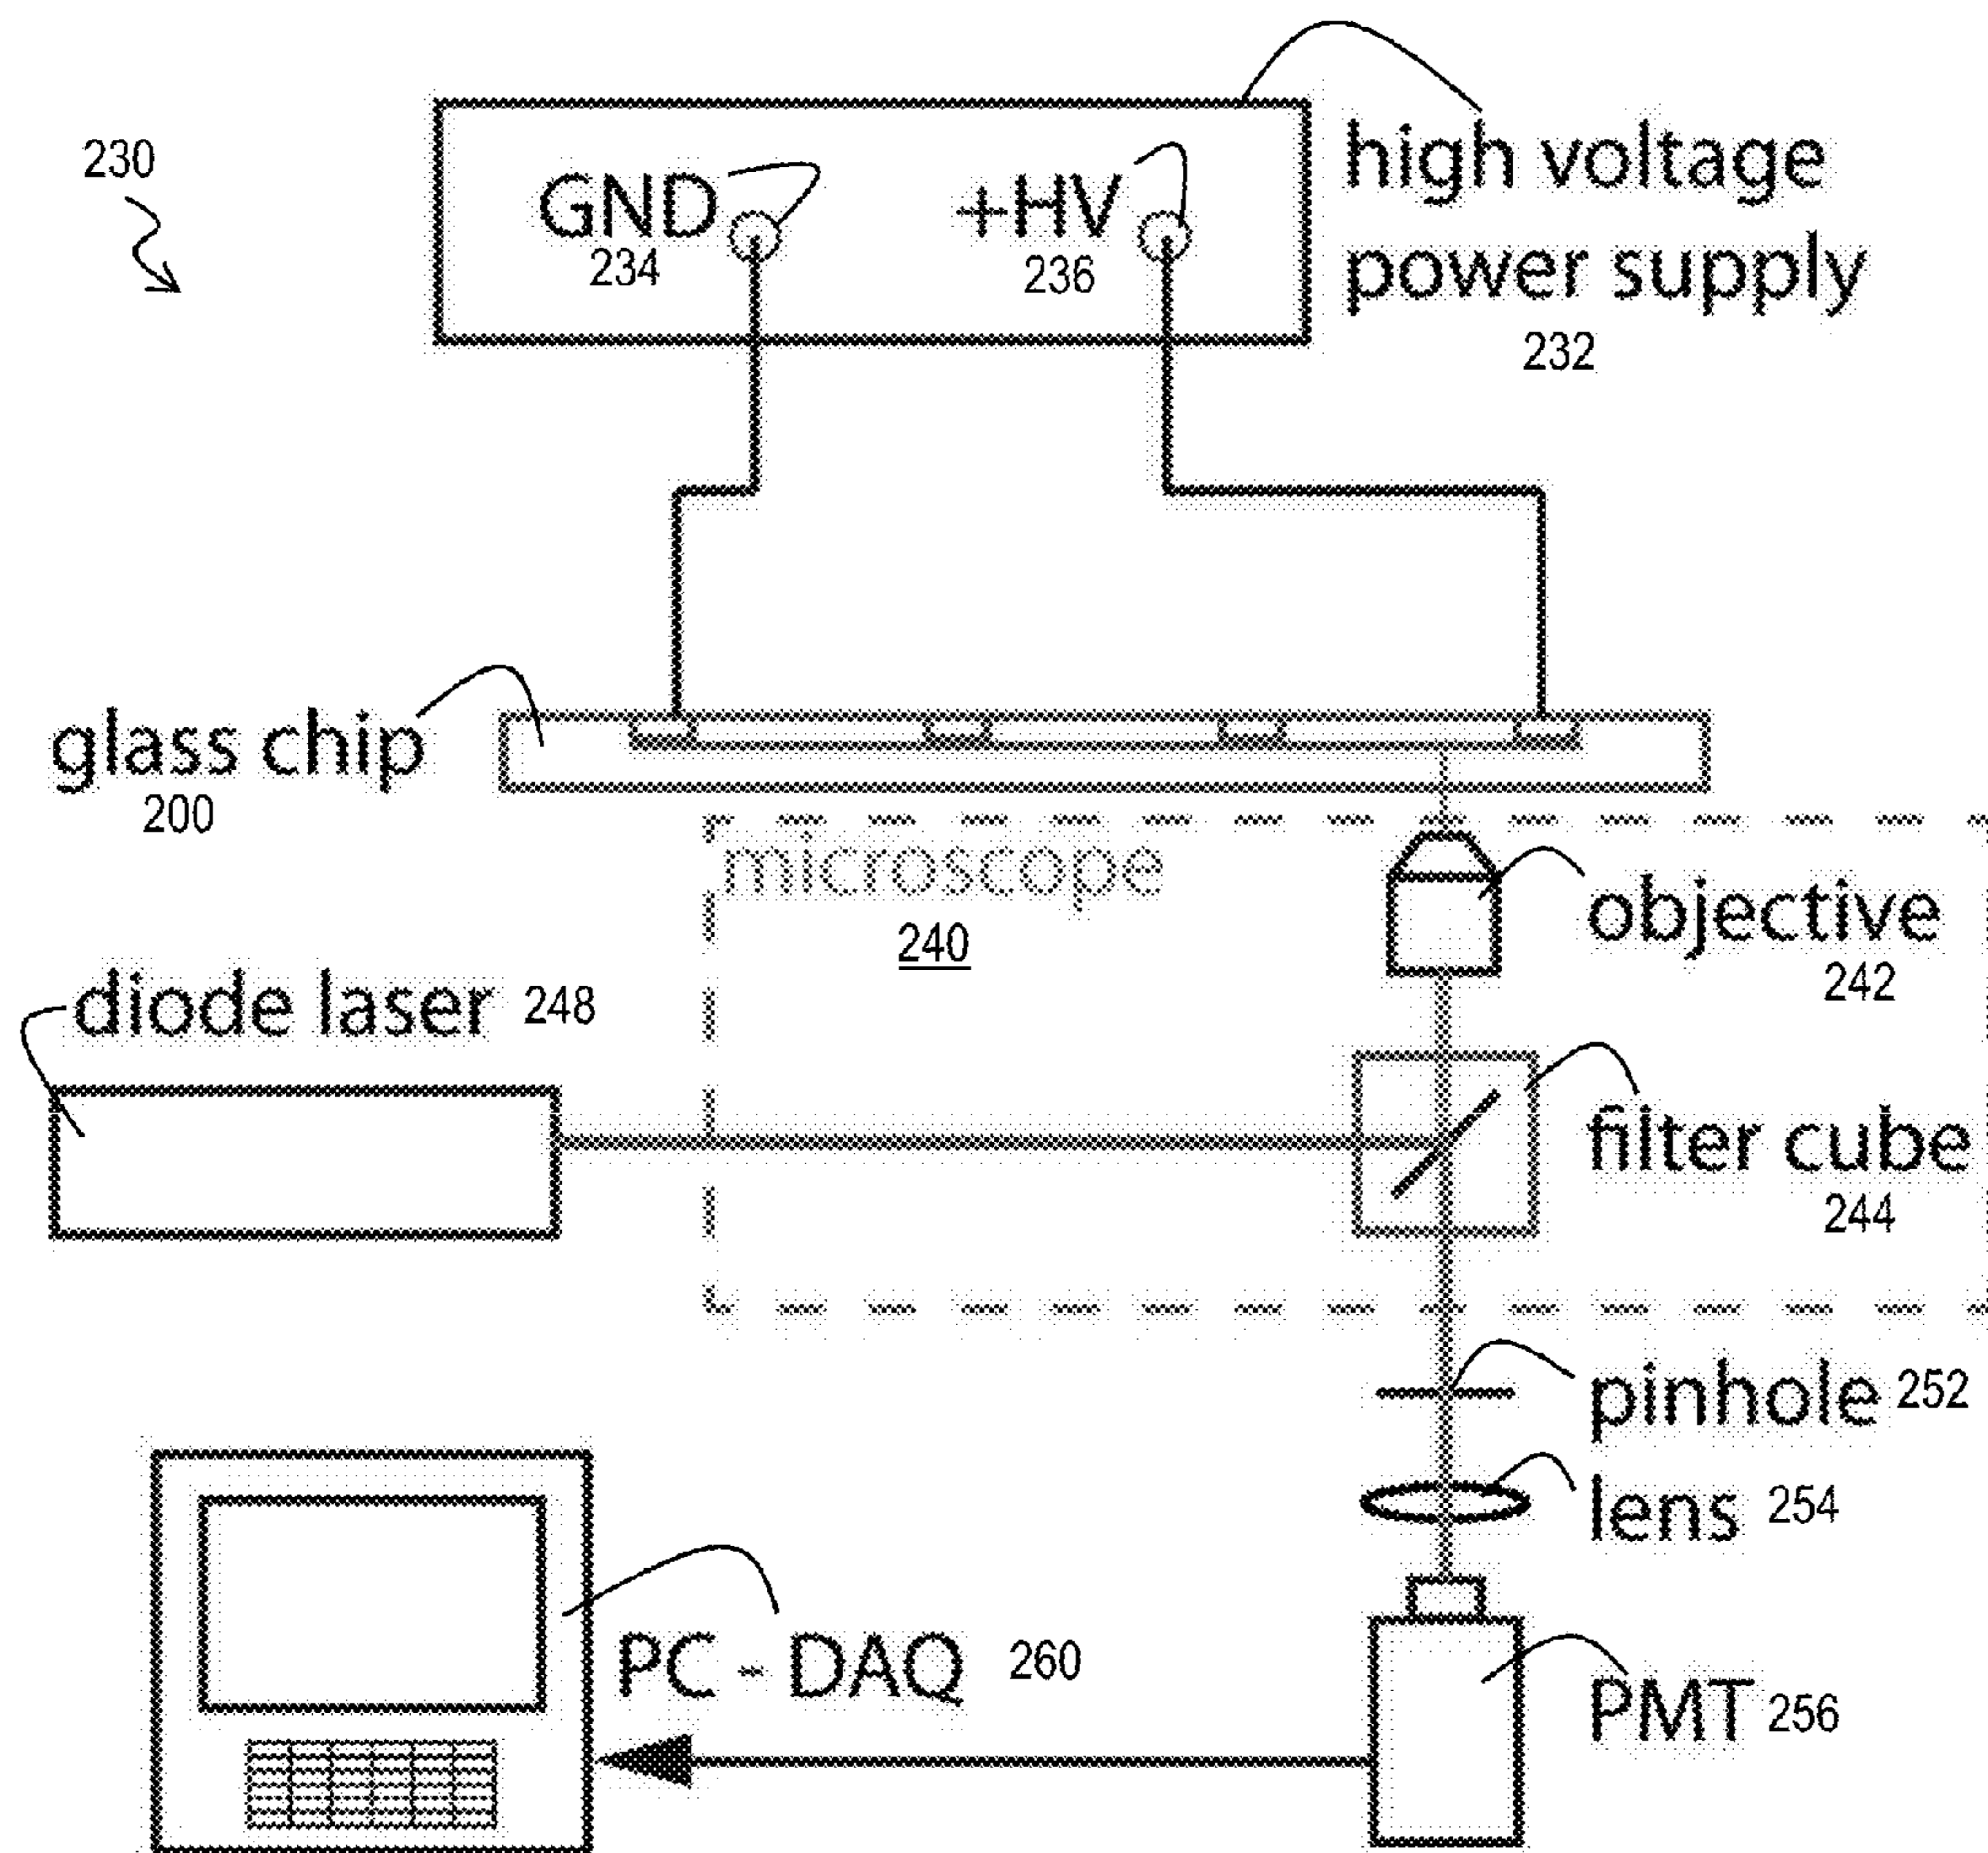 230
GND
234
+HV
236
high voltage
power supply
232
glass chip
200
microscope
240
objective
242
diode laser 248
filter cube
244
pinhole 252
lens 254
PC - DAQ 260
PMT 256